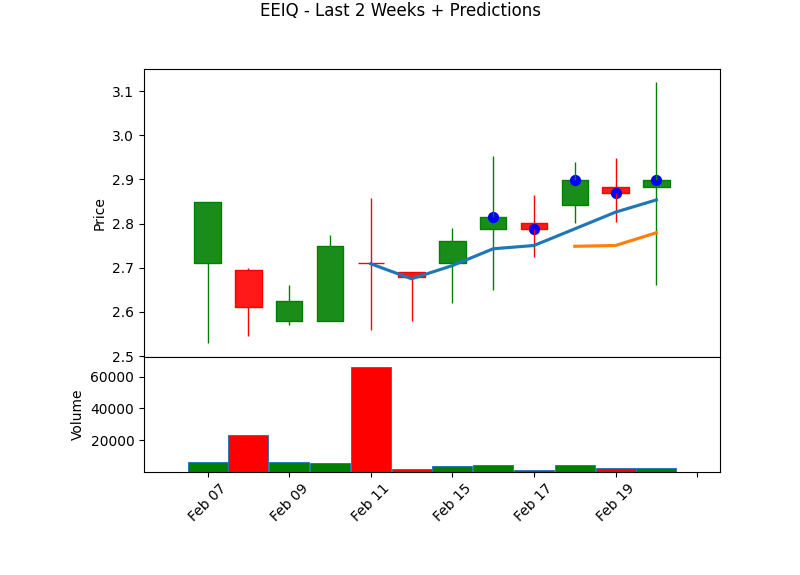 EEIQ - Last 2 Weeks + Predictions
3.1
3.0
2.9
2.8
2.7
2.6
2.5
Price
60000
40000
20000
Volume
Feb 07
Feb 09
Feb 11
Feb 15
Feb 17
Feb 19